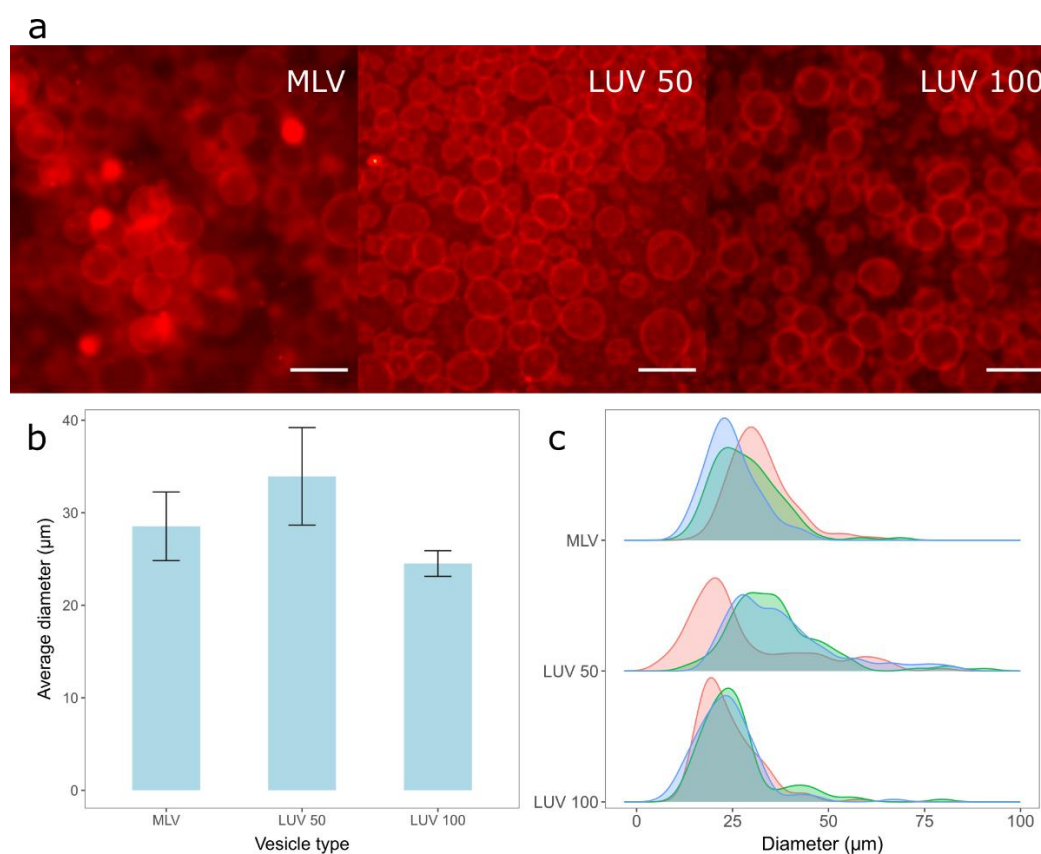 a
MLV
LUV 50
LUV 100
b
40
30
20
10
0
Average diameter (µm)
MLV
LUV 50
LUV 100
Vesicle type
c
MLV
LUV 50
LUV 100
0
25
50
75
100
Diameter (µm)